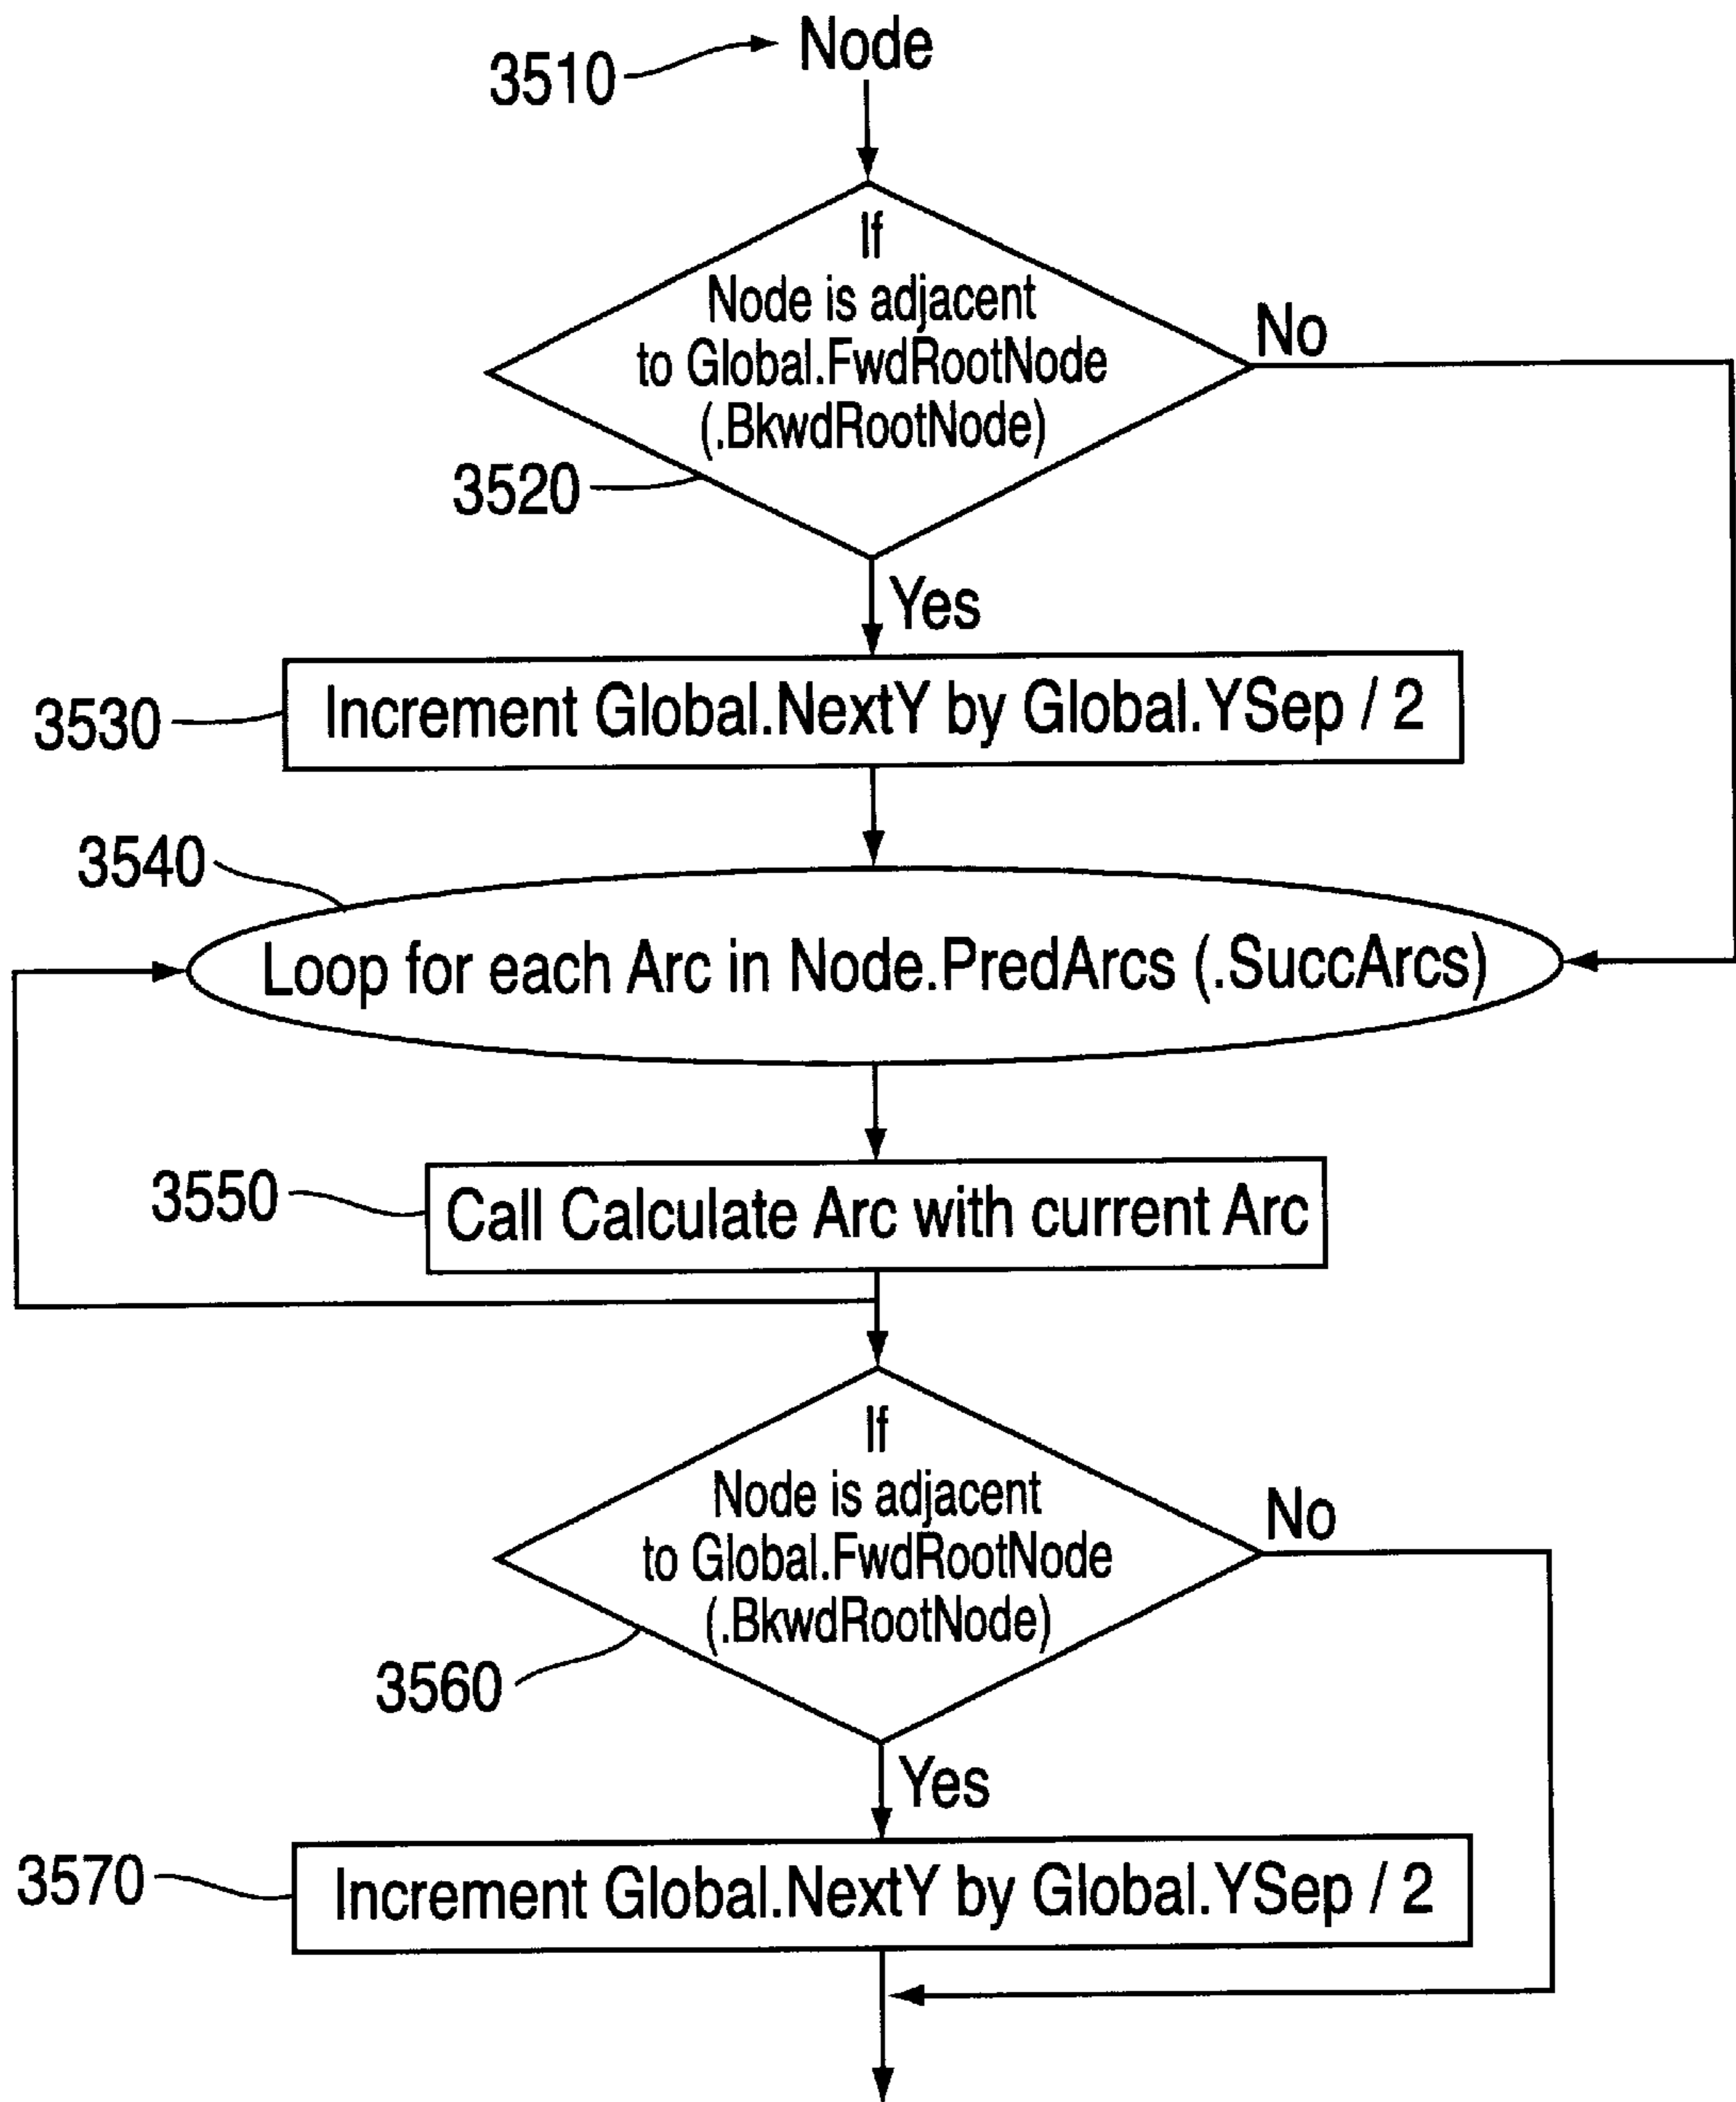 3510
Node
If
Node is adjacent
to Global.FwdRootNode
(.BkwdRootNode)
No
3520
Yes
3530
Increment Global.NextY by Global.YSep / 2
3540
Loop for each Arc in Node.PredArcs (.SuccArcs)
3550
Call Calculate Arc with current Arc
If
Node is adjacent
to Global.FwdRootNode
(.BkwdRootNode)
No
3560
Yes
3570
Increment Global.NextY by Global.YSep / 2